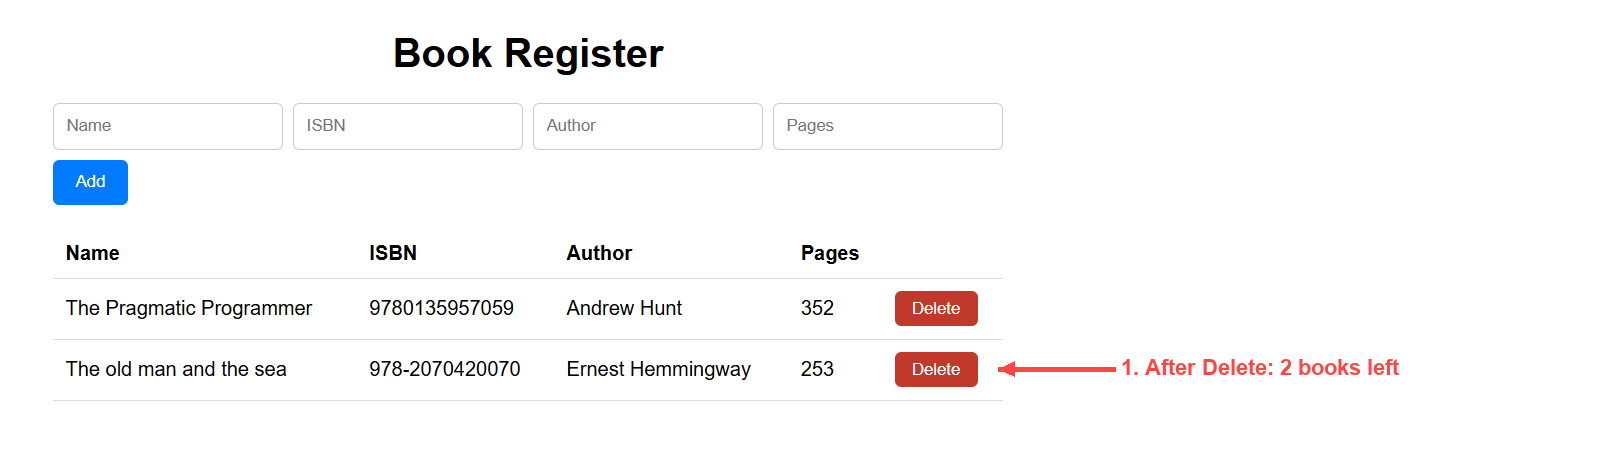 Book Register
Name ISBN Author Pages
Add
Name ISBN Author Pages
The Pragmatic Programmer 9780135957059 Andrew Hunt 352 Delete
The old man and the sea 978-2070420070 Ernest Hemmingway 253 Delete 1. After Delete: 2 books left